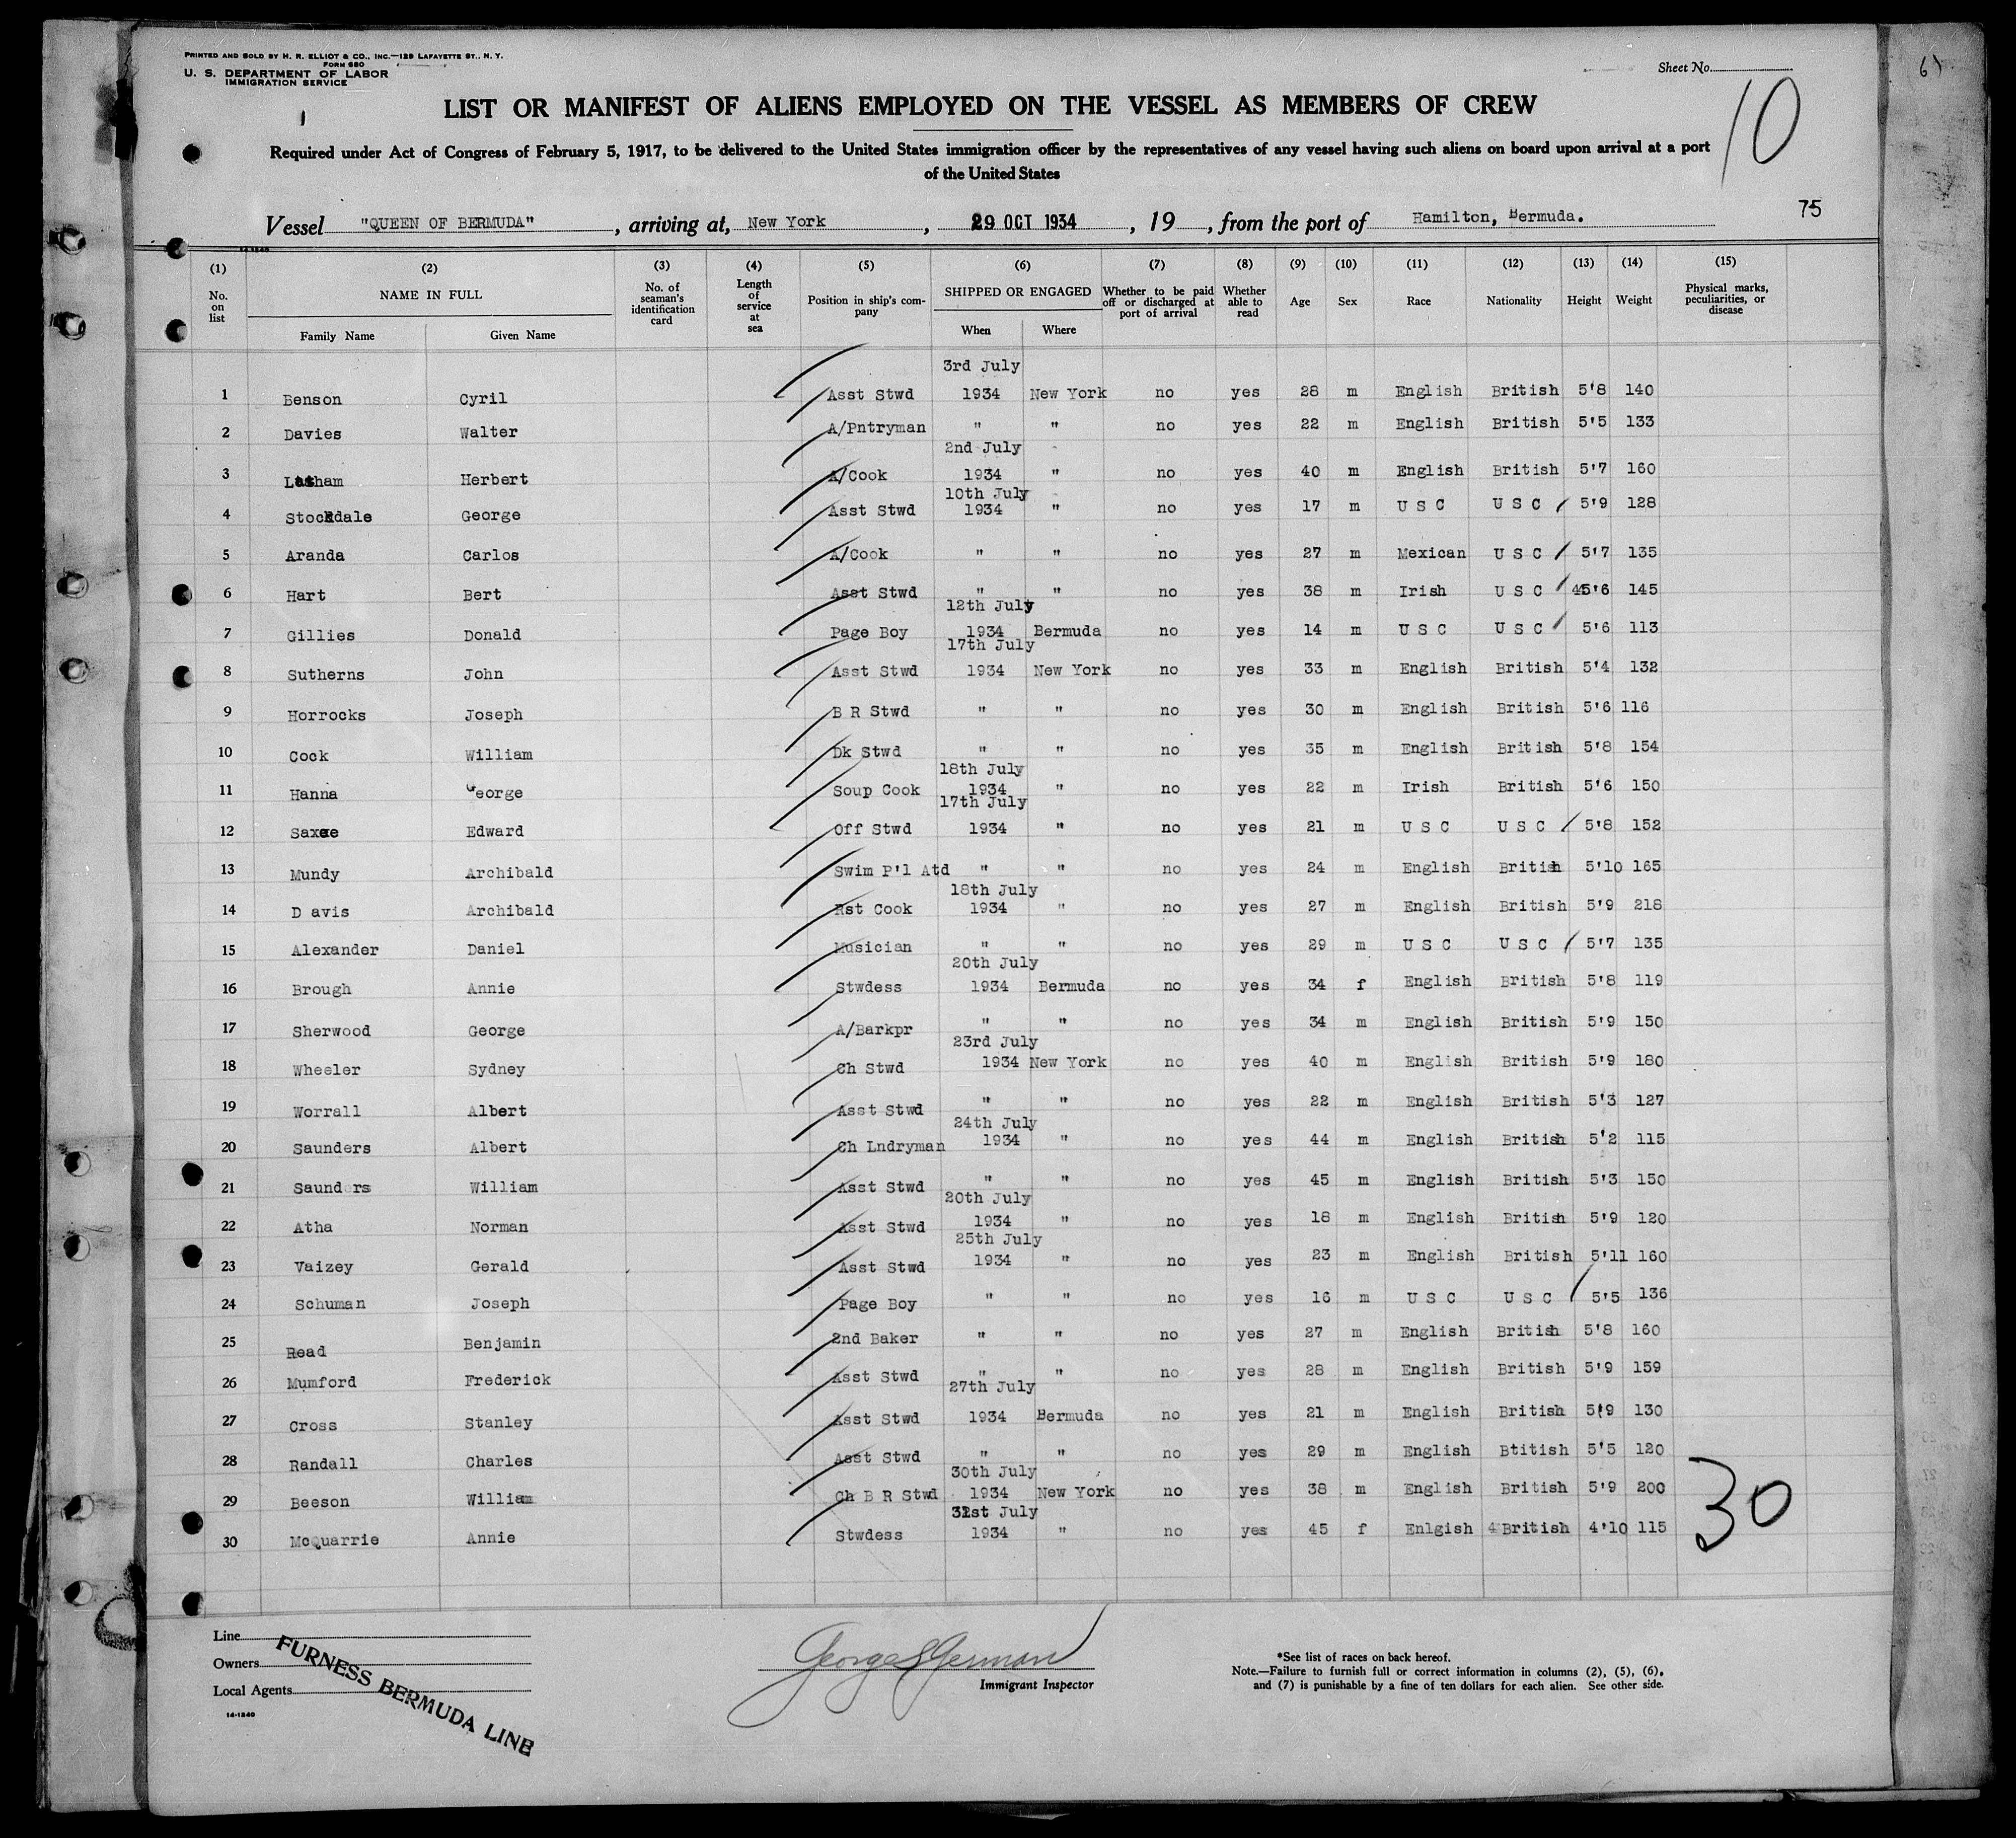 PRINTED AND SOLD BY H. R. ELLIOT & CO., INC.—129 LAFAYETTE ST., N. Y.
FORM 680
U. S. DEPARTMENT OF LABOR
IMMIGRATION SERVICE
Sheet No.
10
LIST OR MANIFEST OF ALIENS EMPLOYED ON THE VESSEL AS MEMBERS OF CREW
Required under Act of Congress of February 5, 1917, to be delivered to the United States immigration officer by the representatives of any vessel having such aliens on board upon arrival at a port
of the United States
Vessel "QUEEN OF BERMUDA", arriving at, New York, 29 OCT 1934, 19 , from the port of Hamilton, Bermuda. 75
14-1240
(1) (2) (3) (4) (5) (6) (7) (8) (9) (10) (11) (12) (13) (14) (15)
No. on list NAME IN FULL Family Name Given Name No. of seaman's identification card Length of service at sea Position in ship's company SHIPPED OR ENGAGED When Where Whether to be paid off or discharged at port of arrival Whether able to read Age Sex Race Nationality Height Weight Physical marks, peculiarities, or disease
3rd July
1 Benson Cyril Asst Stwd 1934 New York no yes 28 m English British 5'8 140
2 Davies Walter A/Pntryman " " no yes 22 m English British 5'5 133
2nd July
3 Latham Herbert A/Cook 1934 " no yes 40 m English British 5'7 160
10th July
4 Stockdale George Asst Stwd 1934 " no yes 17 m U S C U S C 5'9 128
5 Aranda Carlos A/Cook " " no yes 27 m Mexican U S C 5'7 135
6 Hart Bert Asst Stwd " " no yes 38 m Irish U S C 5'6 145
12th July
7 Gillies Donald Page Boy 1934 Bermuda no yes 14 m U S C U S C 5'6 113
17th July
8 Sutherns John Asst Stwd 1934 New York no yes 33 m English British 5'4 132
9 Horrocks Joseph B R Stwd " " no yes 30 m English British 5'6 116
10 Cock William Dk Stwd " " no yes 35 m English British 5'8 154
18th July
11 Hanna George Soup Cook 1934 " no yes 22 m Irish British 5'6 150
17th July
12 Edward Off Stwd 1934 " no yes 21 m U S C U S C 5'8 152
13 Mundy Archibald Swim P'l Atd " " no yes 24 m English British 5'10 165
18th July
14 D avis Archibald Rst Cook 1934 " no yes 27 m English British 5'9 218
15 Alexander Daniel Musician " " no yes 29 m U S C U S C 5'7 135
20th July
16 Brough Annie Stwdess 1934 Bermuda no yes 34 f English British 5'8 119
17 Sherwood George A/Barkpr " " no yes 34 m English British 5'9 150
23rd July
18 Wheeler Sydney Ch Stwd 1934 New York no yes 40 m English British 5'9 180
19 Worrall Albert Asst Stwd " " no yes 22 m English British 5'3 127
24th July
20 Saunders Albert Ch Lndryman 1934 " no yes 44 m English British 5'2 115
21 Saunders William Asst Stwd " " no yes 45 m English British 5'3 150
20th July
22 Atha Norman Asst Stwd 1934 " no yes 18 m English British 5'9 120
25th July
23 Vaizey Gerald Asst Stwd 1934 " no yes 23 m English British 5'11 160
24 Schuman Joseph Page Boy " " no yes 16 m U S C U S C 5'5 136
25 Read Benjamin 2nd Baker " " no yes 27 m English British 5'8 160
26 Mumford Frederick Asst Stwd " " no yes 28 m English British 5'9 159
27th July
27 Cross Stanley Asst Stwd 1934 Bermuda no yes 21 m English British 5'9 130
28 Randall Charles Asst Stwd " " no yes 29 m English Btitish 5'5 120
30th July
29 Beeson William Ch B R Stwd 1934 New York no yes 38 m English British 5'9 200
31st July
30 McQuarrie Annie Stwdess 1934 " no yes 45 f Enlgish British 4'10 115
30
Line
Owners
Local Agents
FURNESS BERMUDA LINE
14-1240
George S German
Immigrant Inspector
*See list of races on back hereof.
Note.—Failure to furnish full or correct information in columns (2), (5), (6),
and (7) is punishable by a fine of ten dollars for each alien. See other side.